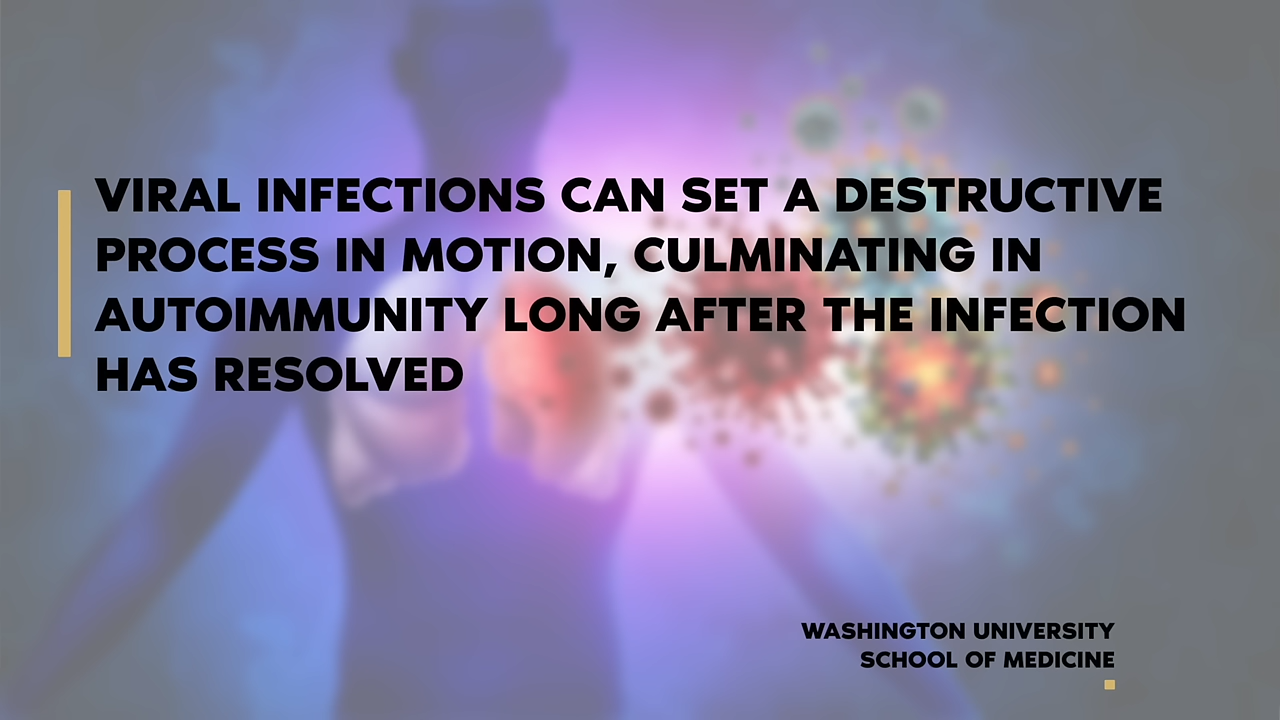 VIRAL INFECTIONS CAN SET A DESTRUCTIVE
PROCESS IN MOTION, CULMINATING IN
AUTOIMMUNITY LONG AFTER THE INFECTION
HAS RESOLVED
WASHINGTON UNIVERSITY
SCHOOL OF MEDICINE